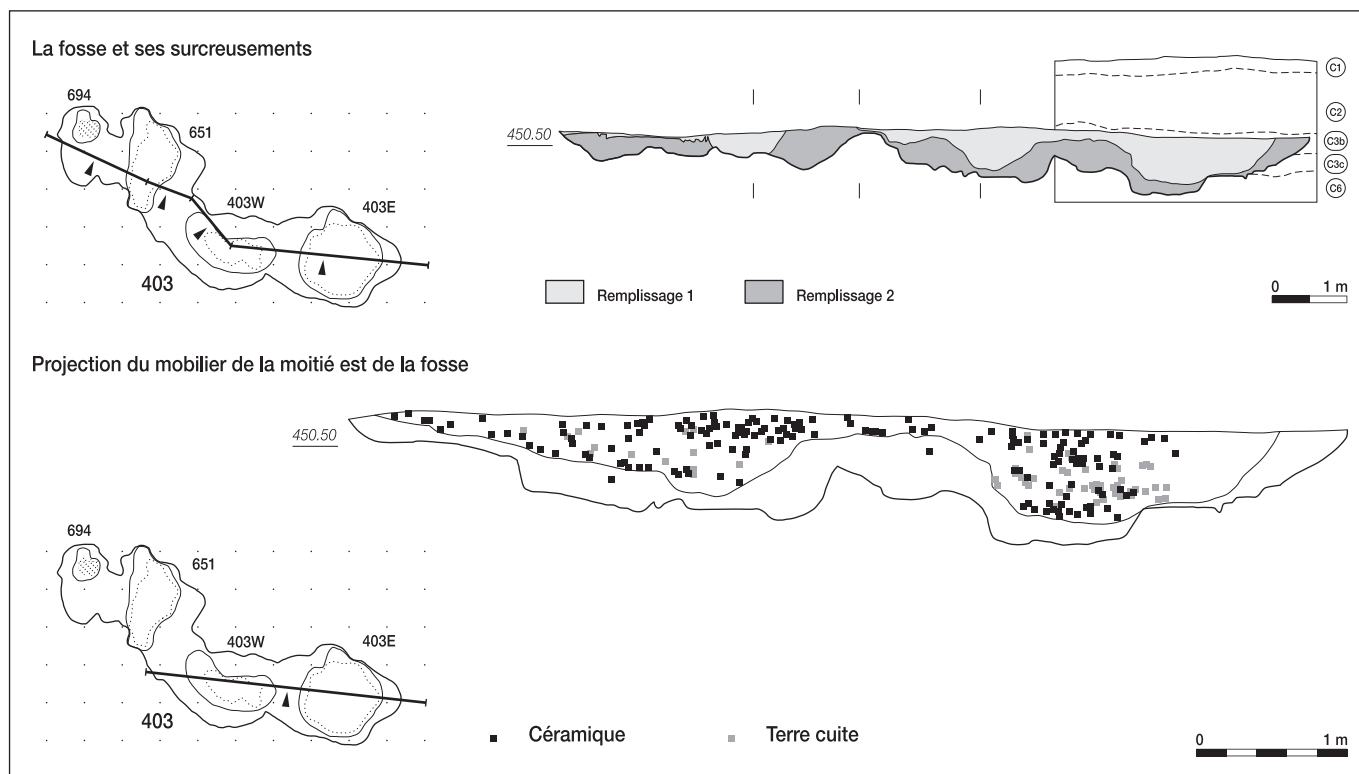 La fosse et ses surcreusements
694
651
403W
403E
403
450.50
C1
C2
C3b
C3c
C6
Remplissage 1
Remplissage 2
0 1 m
Projection du mobilier de la moitié est de la fosse
450.50
694
651
403W
403E
403
Céramique
Terre cuite
0 1 m